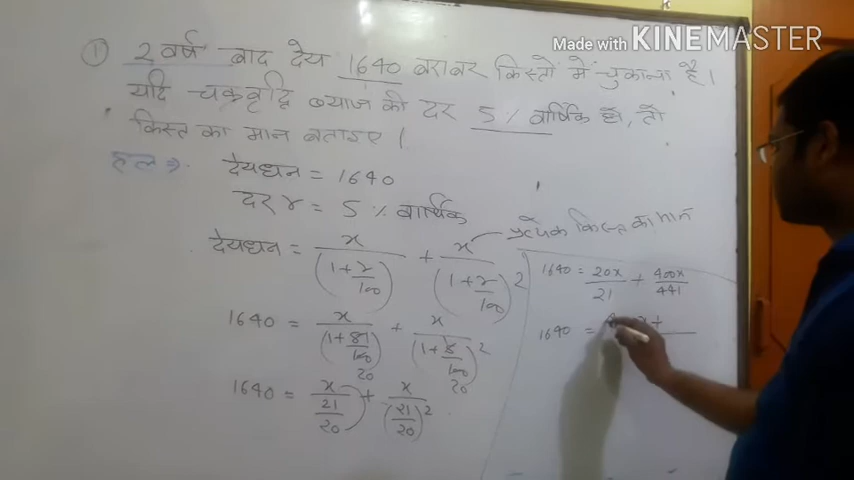 Made with KINEMASTER
① 2 वर्ष बाद देय 1640 बराबर किस्तों में चुकाना है।
यदि चक्रवृद्धि ब्याज की दर 5% वार्षिक हो, तो
किस्त का मान बताइए।
हल ⇒ देयधन = 1640
दर r = 5% वार्षिक
देयधन = x/(1+r/100) + x/(1+r/100)² प्रत्येक किस्त का मान
1640 = x/(1+5/100) + x/(1+5/100)²
20 20
1640 = x/(21/20) + x/(21/20)²
1640 = 20x/21 + 400x/441
1640 =